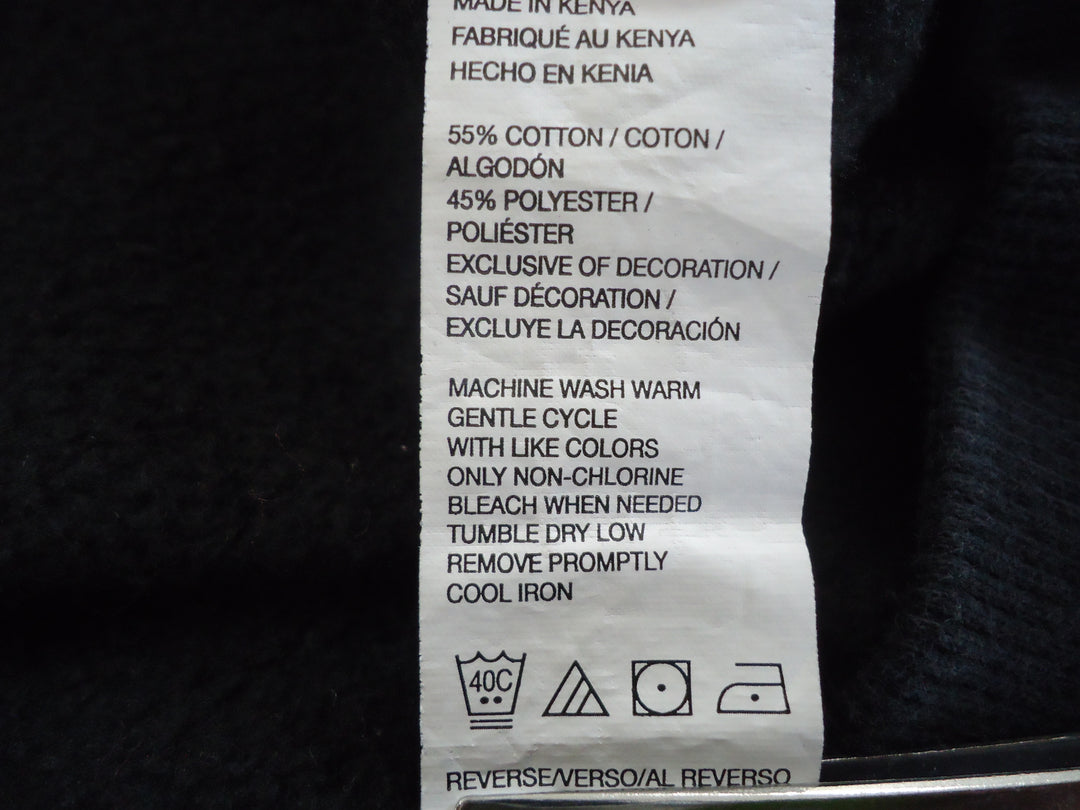 MADE IN KENYA
FABRIQUÉ AU KENYA
HECHO EN KENIA
55% COTTON / COTON /
ALGODÓN
45% POLYESTER /
POLIÉSTER
EXCLUSIVE OF DECORATION /
SAUF DÉCORATION /
EXCLUYE LA DECORACIÓN
MACHINE WASH WARM
GENTLE CYCLE
WITH LIKE COLORS
ONLY NON-CHLORINE
BLEACH WHEN NEEDED
TUMBLE DRY LOW
REMOVE PROMPTLY
COOL IRON
40C
REVERSE/VERSO/AL REVERSO